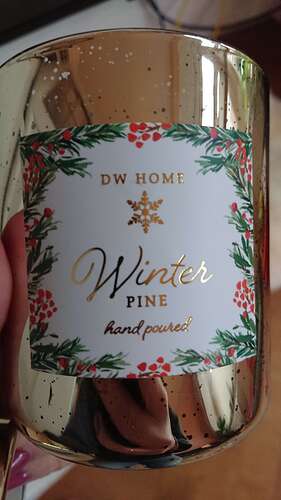 DW HOME
Winter
PINE
hand poured